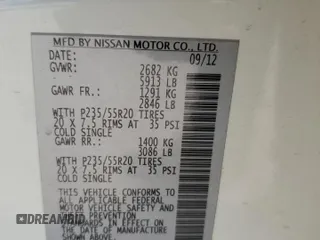 MFD BY NISSAN MOTOR CO., LTD.
DATE: 09/12
GVWR: 2682 KG
5913 LB
GAWR FR.: 1291 KG
2846 LB
WITH P235/55R20 TIRES
20 X 7.5 RIMS AT 35 PSI
COLD SINGLE
GAWR RR.: 1400 KG
3086 LB
WITH P235/55R20 TIRES
20 X 7.5 RIMS AT 35 PSI
COLD SINGLE
THIS VEHICLE CONFORMS TO
ALL APPLICABLE FEDERAL
MOTOR VEHICLE SAFETY AND
PREVENTION
IN EFFECT ON
THE DATE OF MANUFACTURE
DREAMBID